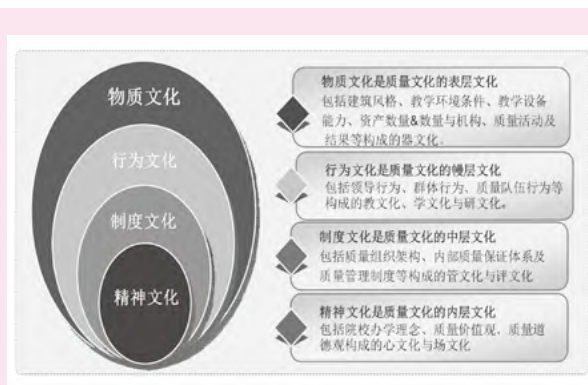 物质文化
行为文化
制度文化
精神文化
物质文化是质量文化的表层文化
包括建筑风格、教学环境条件、教学设备
能力、资产数量&数量与机构、质量活动及
结果等构成的器文化。
行为文化是质量文化的幔层文化
包括领导行为、群体行为、质量队伍行为等
构成的教文化、学文化与研文化。
制度文化是质量文化的中层文化
包括质量组织架构、内部质量保证体系及
质量管理制度等构成的管文化与评文化
精神文化是质量文化的内层文化
包括院校办学理念、质量价值观、质量道
德观构成的心文化与场文化